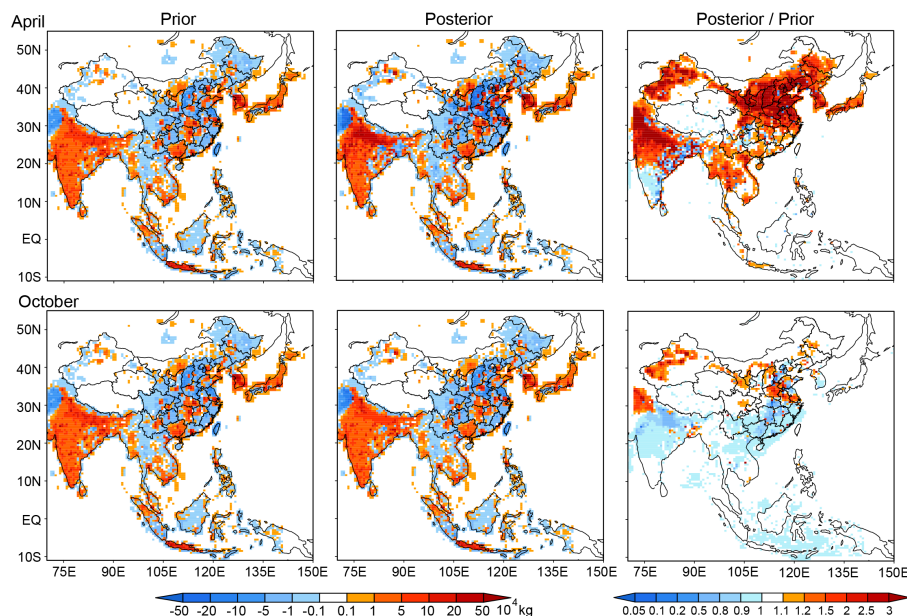 April Prior Posterior Posterior / Prior
50N
40N
30N
20N
10N
EQ
10S
October
50N
40N
30N
20N
10N
EQ
10S
75E 90E 105E 120E 135E 150E 75E 90E 105E 120E 135E 150E 75E 90E 105E 120E 135E 150E
-50 -20 -10 -5 -1 -0.1 0.1 1 5 10 20 50 10⁴ kg
0.05 0.1 0.2 0.5 0.8 0.9 1 1.1 1.2 1.5 2 2.5 3